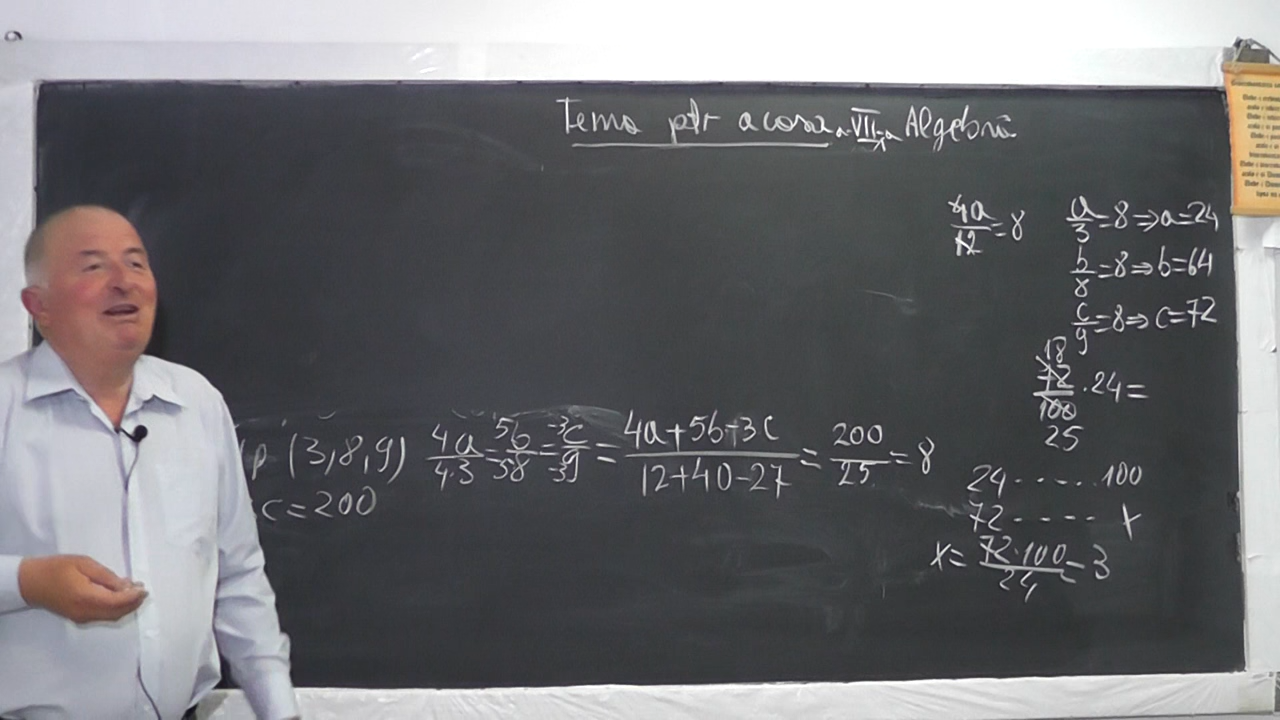 Tema ptr acasa a-VII-a Algebră
4a/12=8
a/3=8⇒a=24
b/8=8⇒b=64
c/9=8⇒c=72
18
72/100·24=
25
p (3,8,9) 4a/4·3=5b/5·8=-3c/-3·9=4a+5b-3c/12+40-27=200/25=8
c=200
24.....100
72.....x
x=72·100/24=3